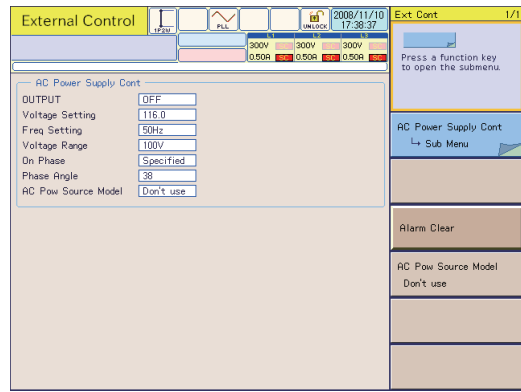 External Control
1P2W
PLL
UNLOCK
2008/11/10
17:38:37
L1
L2
L3
300V
300V
300V
0.50A SC
0.50A SC
0.50A SC
AC Power Supply Cont
OUTPUT OFF
Voltage Setting 116.0
Freq Setting 50Hz
Voltage Range 100V
On Phase Specified
Phase Angle 38
AC Pow Source Model Don't use
Ext Cont 1/1
Press a function key
to open the submenu.
AC Power Supply Cont
↳ Sub Menu
Alarm Clear
AC Pow Source Model
Don't use